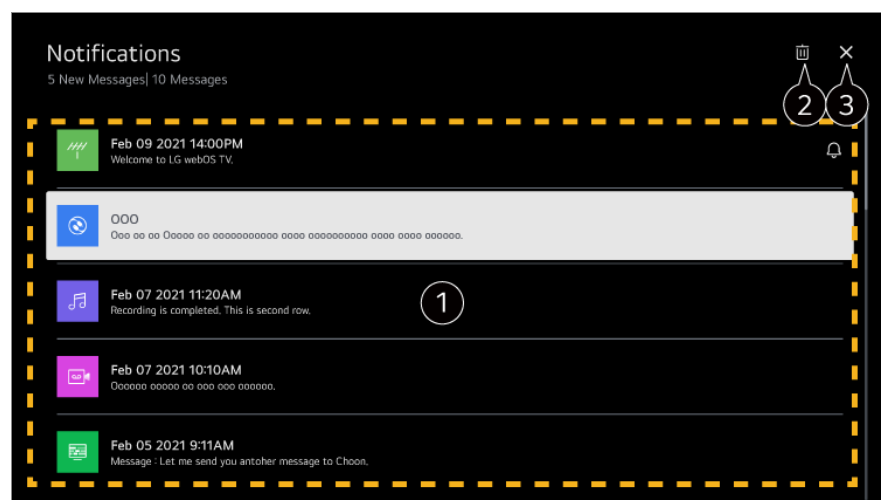 Notifications
5 New Messages| 10 Messages
2
3
Feb 09 2021 14:00PM
Welcome to LG webOS TV.
OOO
Ooo oo oo Ooooo oo ooooooooooo oooo oooooooooo oooo oooo oooooo.
Feb 07 2021 11:20AM
Recording is completed. This is second row.
1
Feb 07 2021 10:10AM
Oooooo ooooo oo ooo ooo oooooo.
Feb 05 2021 9:11AM
Message : Let me send you antoher message to Choon.